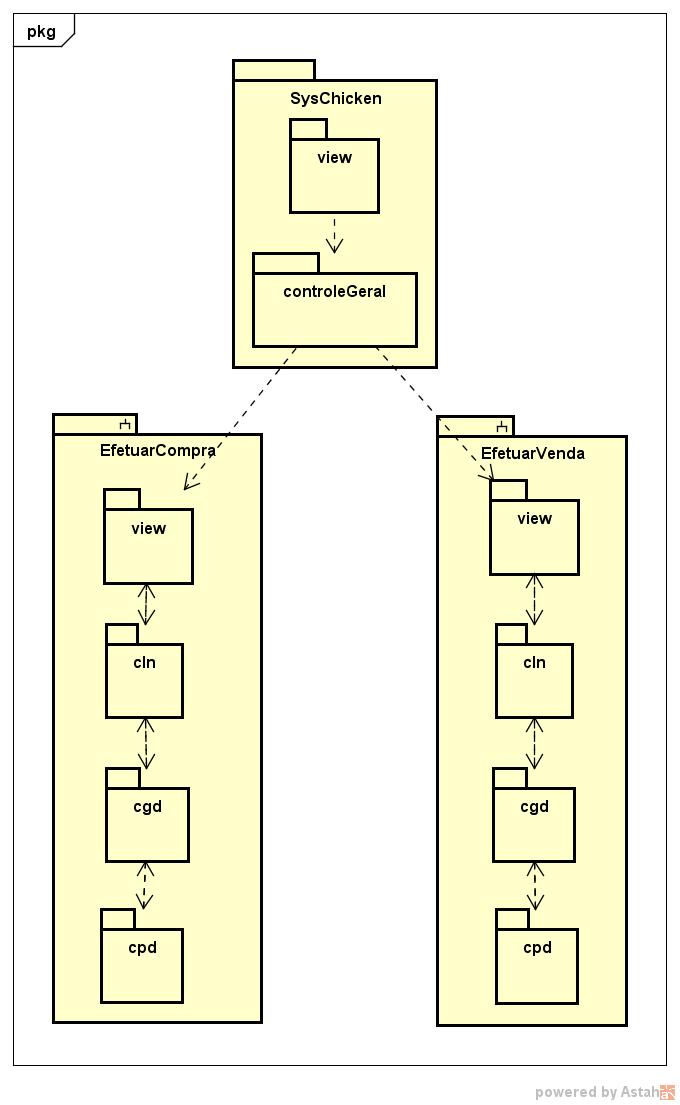 pkg
SysChicken
view
controleGeral
EfetuarCompra
EfetuarVenda
view
view
cln
cln
cgd
cgd
cpd
cpd
powered by Astah